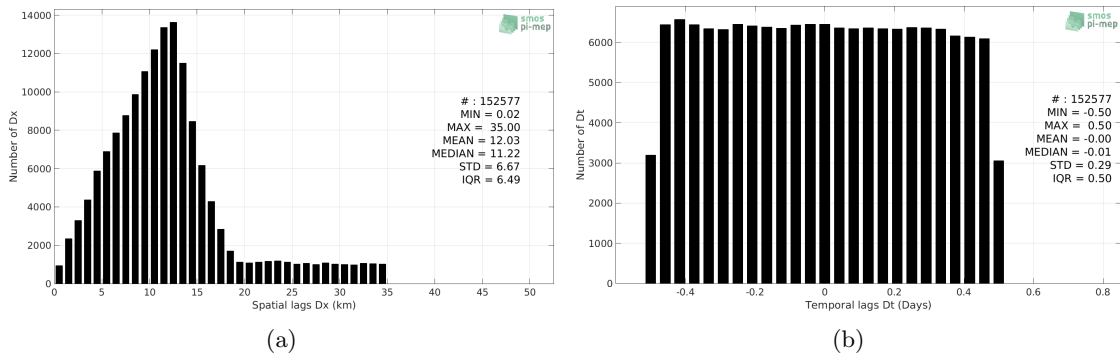 14000
12000
10000
8000
6000
4000
2000
0
Number of Dx
smos
pi-mep
# : 152577
MIN = 0.02
MAX = 35.00
MEAN = 12.03
MEDIAN = 11.22
STD = 6.67
IQR = 6.49
0 5 10 15 20 25 30 35 40 45 50
Spatial lags Dx (km)
(a)
6000
5000
4000
3000
2000
1000
0
Number of Dt
smos
pi-mep
# : 152577
MIN = -0.50
MAX = 0.50
MEAN = -0.00
MEDIAN = -0.01
STD = 0.29
IQR = 0.50
-0.4 -0.2 0 0.2 0.4 0.6 0.8
Temporal lags Dt (Days)
(b)